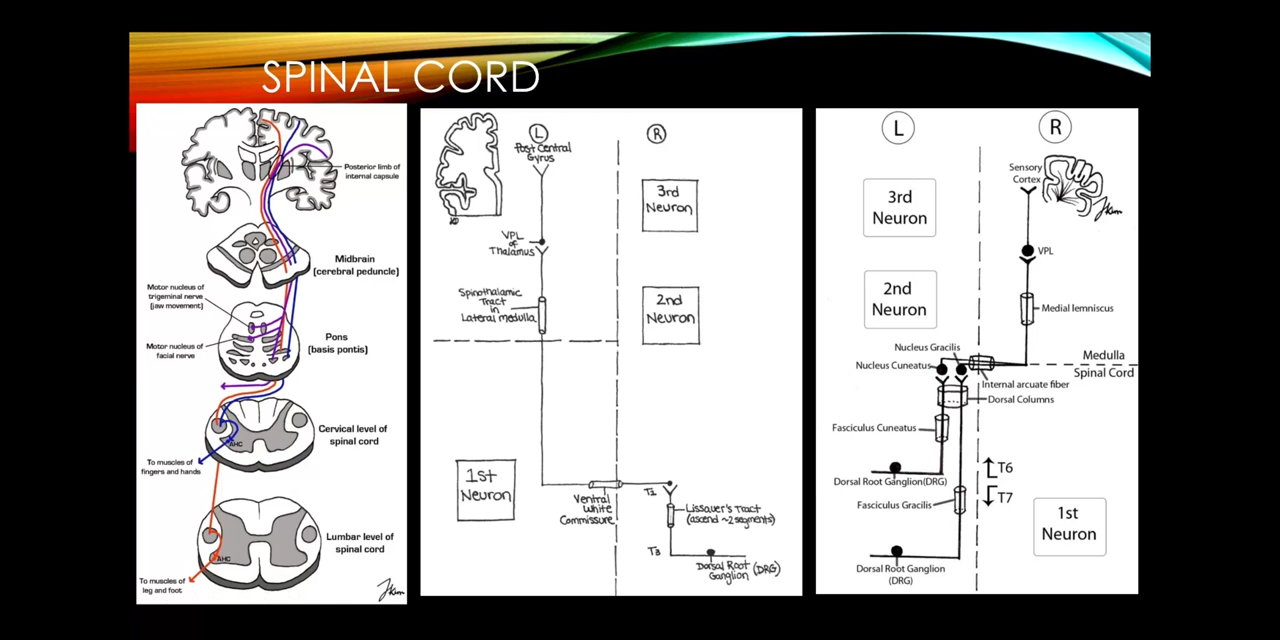 SPINAL CORD
Posterior limb of
internal capsule
Midbrain
(cerebral peduncle)
Motor nucleus of
trigeminal nerve
(jaw movement)
Motor nucleus of
facial nerve
Pons
(basis pontis)
Cervical level of
spinal cord
AHC
To muscles of
fingers and hands
Lumbar level of
spinal cord
AHC
To muscles of
leg and foot
JKim
L
R
Post Central
Gyrus
3rd
Neuron
VPL
of
Thalamus
Spinothalamic
Tract
in
Lateral medulla
2nd
Neuron
1st
Neuron
Ventral
White
Commissure
T2
Lissauer's Tract
(ascend ~2 segments)
T3
Dorsal Root
Ganglion (DRG)
L
R
Sensory
Cortex
JKim
3rd
Neuron
VPL
2nd
Neuron
Medial lemniscus
Nucleus Gracilis
Nucleus Cuneatus
Medulla
Spinal Cord
Internal arcuate fiber
Dorsal Columns
Fasciculus Cuneatus
T6
Dorsal Root Ganglion(DRG)
T7
Fasciculus Gracilis
1st
Neuron
Dorsal Root Ganglion
(DRG)